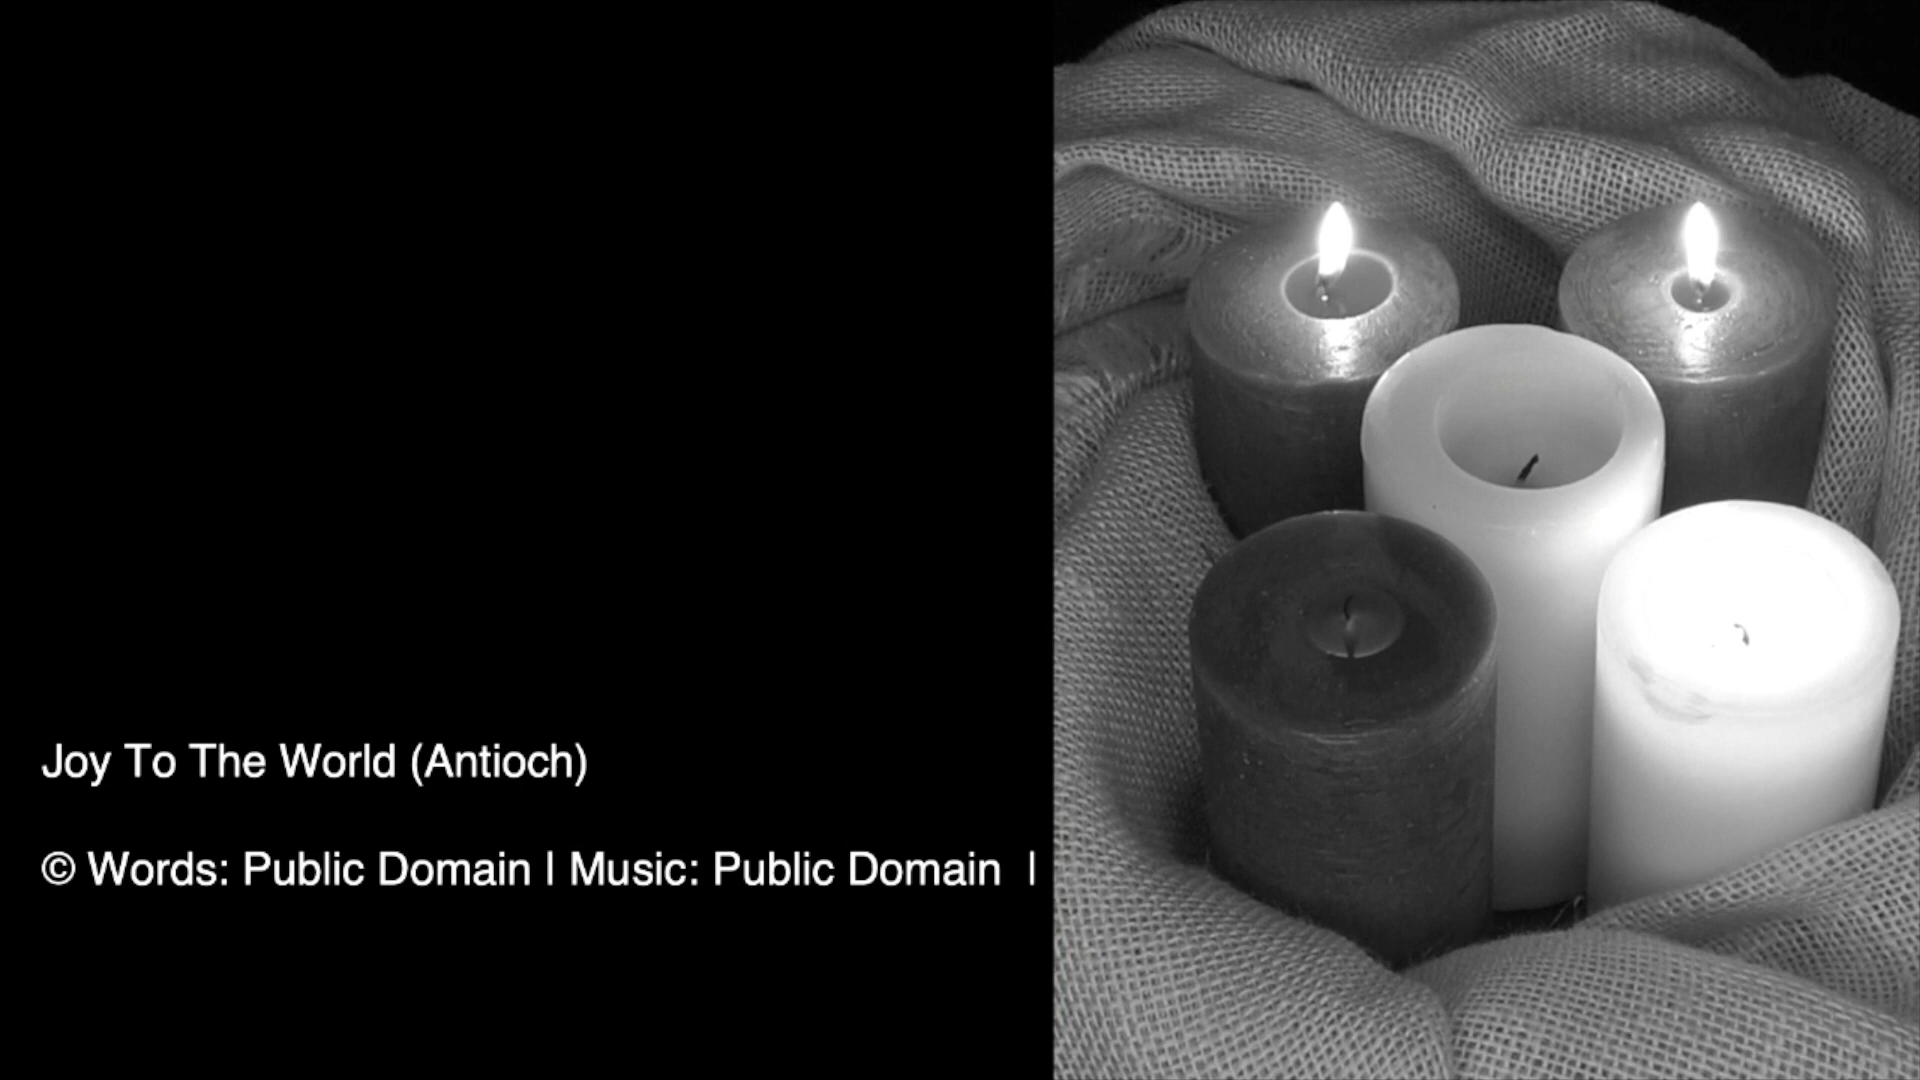 Joy To The World (Antioch)
© Words: Public Domain | Music: Public Domain  |